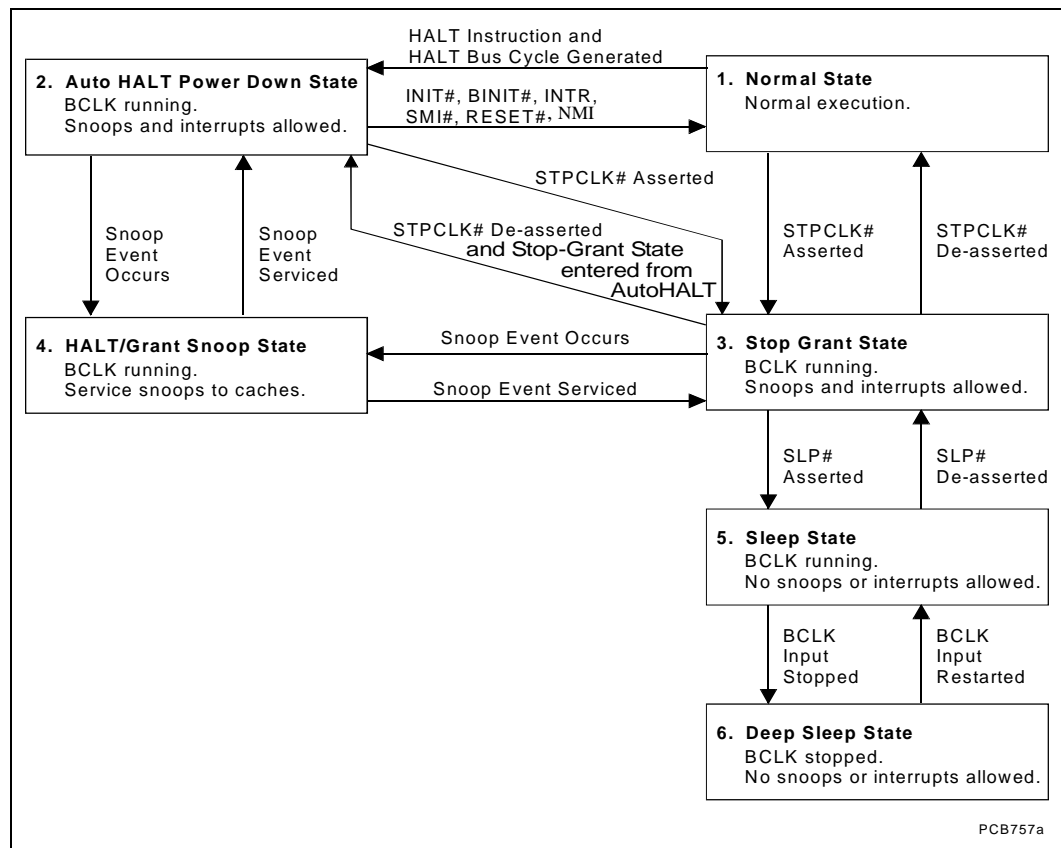 HALT Instruction and
HALT Bus Cycle Generated
2. Auto HALT Power Down State
BCLK running.
Snoops and interrupts allowed.
INIT#, BINIT#, INTR,
SMI#, RESET#, NMI
1. Normal State
Normal execution.
STPCLK# Asserted
STPCLK# De-asserted
and Stop-Grant State
entered from
AutoHALT
Snoop
Event
Occurs
Snoop
Event
Serviced
STPCLK#
Asserted
STPCLK#
De-asserted
4. HALT/Grant Snoop State
BCLK running.
Service snoops to caches.
Snoop Event Occurs
Snoop Event Serviced
3. Stop Grant State
BCLK running.
Snoops and interrupts allowed.
SLP#
Asserted
SLP#
De-asserted
5. Sleep State
BCLK running.
No snoops or interrupts allowed.
BCLK
Input
Stopped
BCLK
Input
Restarted
6. Deep Sleep State
BCLK stopped.
No snoops or interrupts allowed.
PCB757a